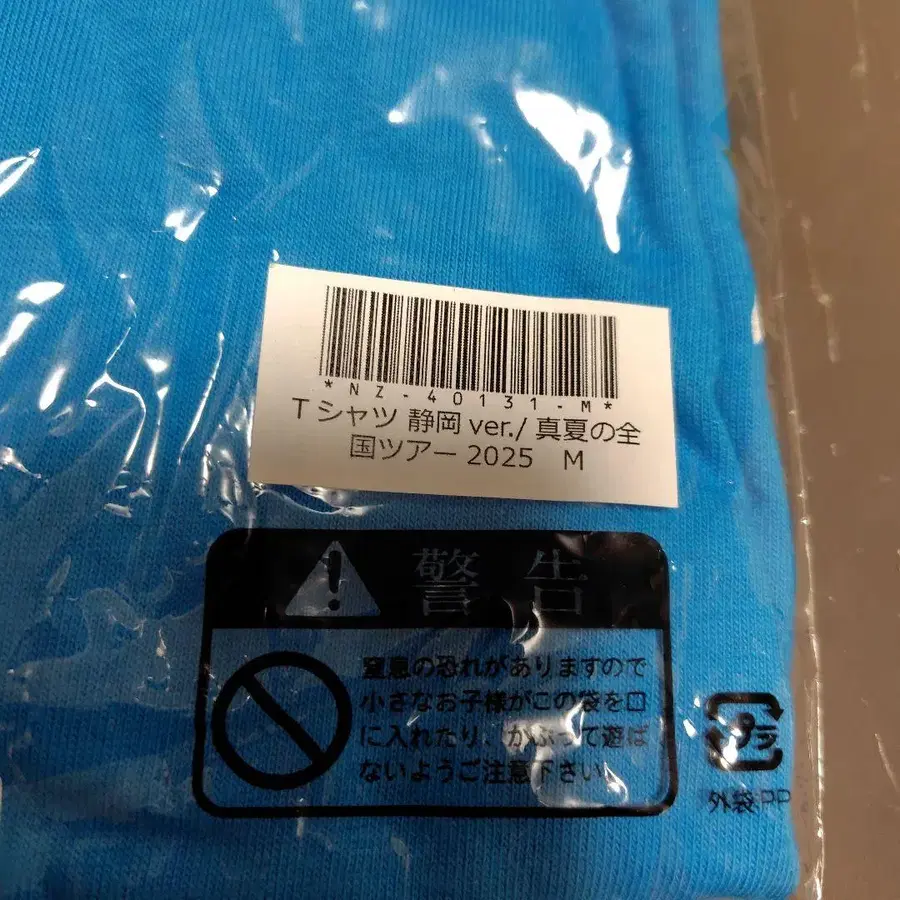 *NZ-40131-M*
Tシャツ 静岡 ver./ 真夏の全
国ツアー 2025 M
警告
窒息の恐れがありますので
小さなお子様がこの袋を口
に入れたり、かぶって遊ば
ないようご注意下さい。
プラ
外袋:PP